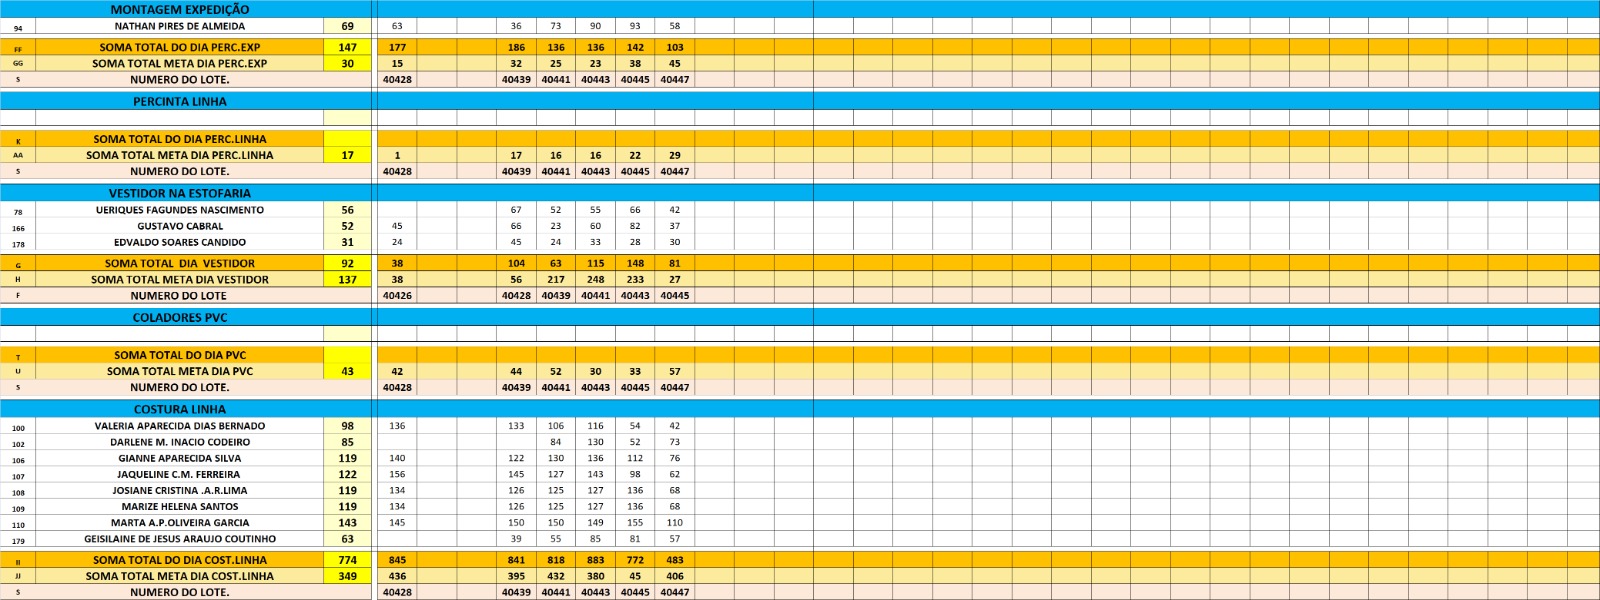 MONTAGEM EXPEDIÇÃO
94 NATHAN PIRES DE ALMEIDA 69 63 36 73 90 93 58
FF SOMA TOTAL DO DIA PERC.EXP 147 177 186 136 136 142 103
GG SOMA TOTAL META DIA PERC.EXP 30 15 32 25 23 38 45
S NUMERO DO LOTE. 40428 40439 40441 40443 40445 40447
PERCINTA LINHA
K SOMA TOTAL DO DIA PERC.LINHA
AA SOMA TOTAL META DIA PERC.LINHA 17 1 17 16 16 22 29
S NUMERO DO LOTE. 40428 40439 40441 40443 40445 40447
VESTIDOR NA ESTOFARIA
78 UERIQUES FAGUNDES NASCIMENTO 56 67 52 55 66 42
166 GUSTAVO CABRAL 52 45 66 23 60 82 37
178 EDVALDO SOARES CANDIDO 31 24 45 24 33 28 30
G SOMA TOTAL DIA VESTIDOR 92 38 104 63 115 148 81
H SOMA TOTAL META DIA VESTIDOR 137 38 56 217 248 233 27
F NUMERO DO LOTE 40426 40428 40439 40441 40443 40445
COLADORES PVC
T SOMA TOTAL DO DIA PVC
U SOMA TOTAL META DIA PVC 43 42 44 52 30 33 57
S NUMERO DO LOTE. 40428 40439 40441 40443 40445 40447
COSTURA LINHA
100 VALERIA APARECIDA DIAS BERNADO 98 136 133 106 116 54 42
102 DARLENE M. INACIO CODEIRO 85 84 130 52 73
106 GIANNE APARECIDA SILVA 119 140 122 130 136 112 76
107 JAQUELINE C.M. FERREIRA 122 156 145 127 143 98 62
108 JOSIANE CRISTINA .A.R.LIMA 119 134 126 125 127 136 68
109 MARIZE HELENA SANTOS 119 134 126 125 127 136 68
110 MARTA A.P.OLIVEIRA GARCIA 143 145 150 150 149 155 110
179 GEISILAINE DE JESUS ARAUJO COUTINHO 63 39 55 85 81 57
II SOMA TOTAL DO DIA COST.LINHA 774 845 841 818 883 772 483
JJ SOMA TOTAL META DIA COST.LINHA 349 436 395 432 380 45 406
S NUMERO DO LOTE. 40428 40439 40441 40443 40445 40447